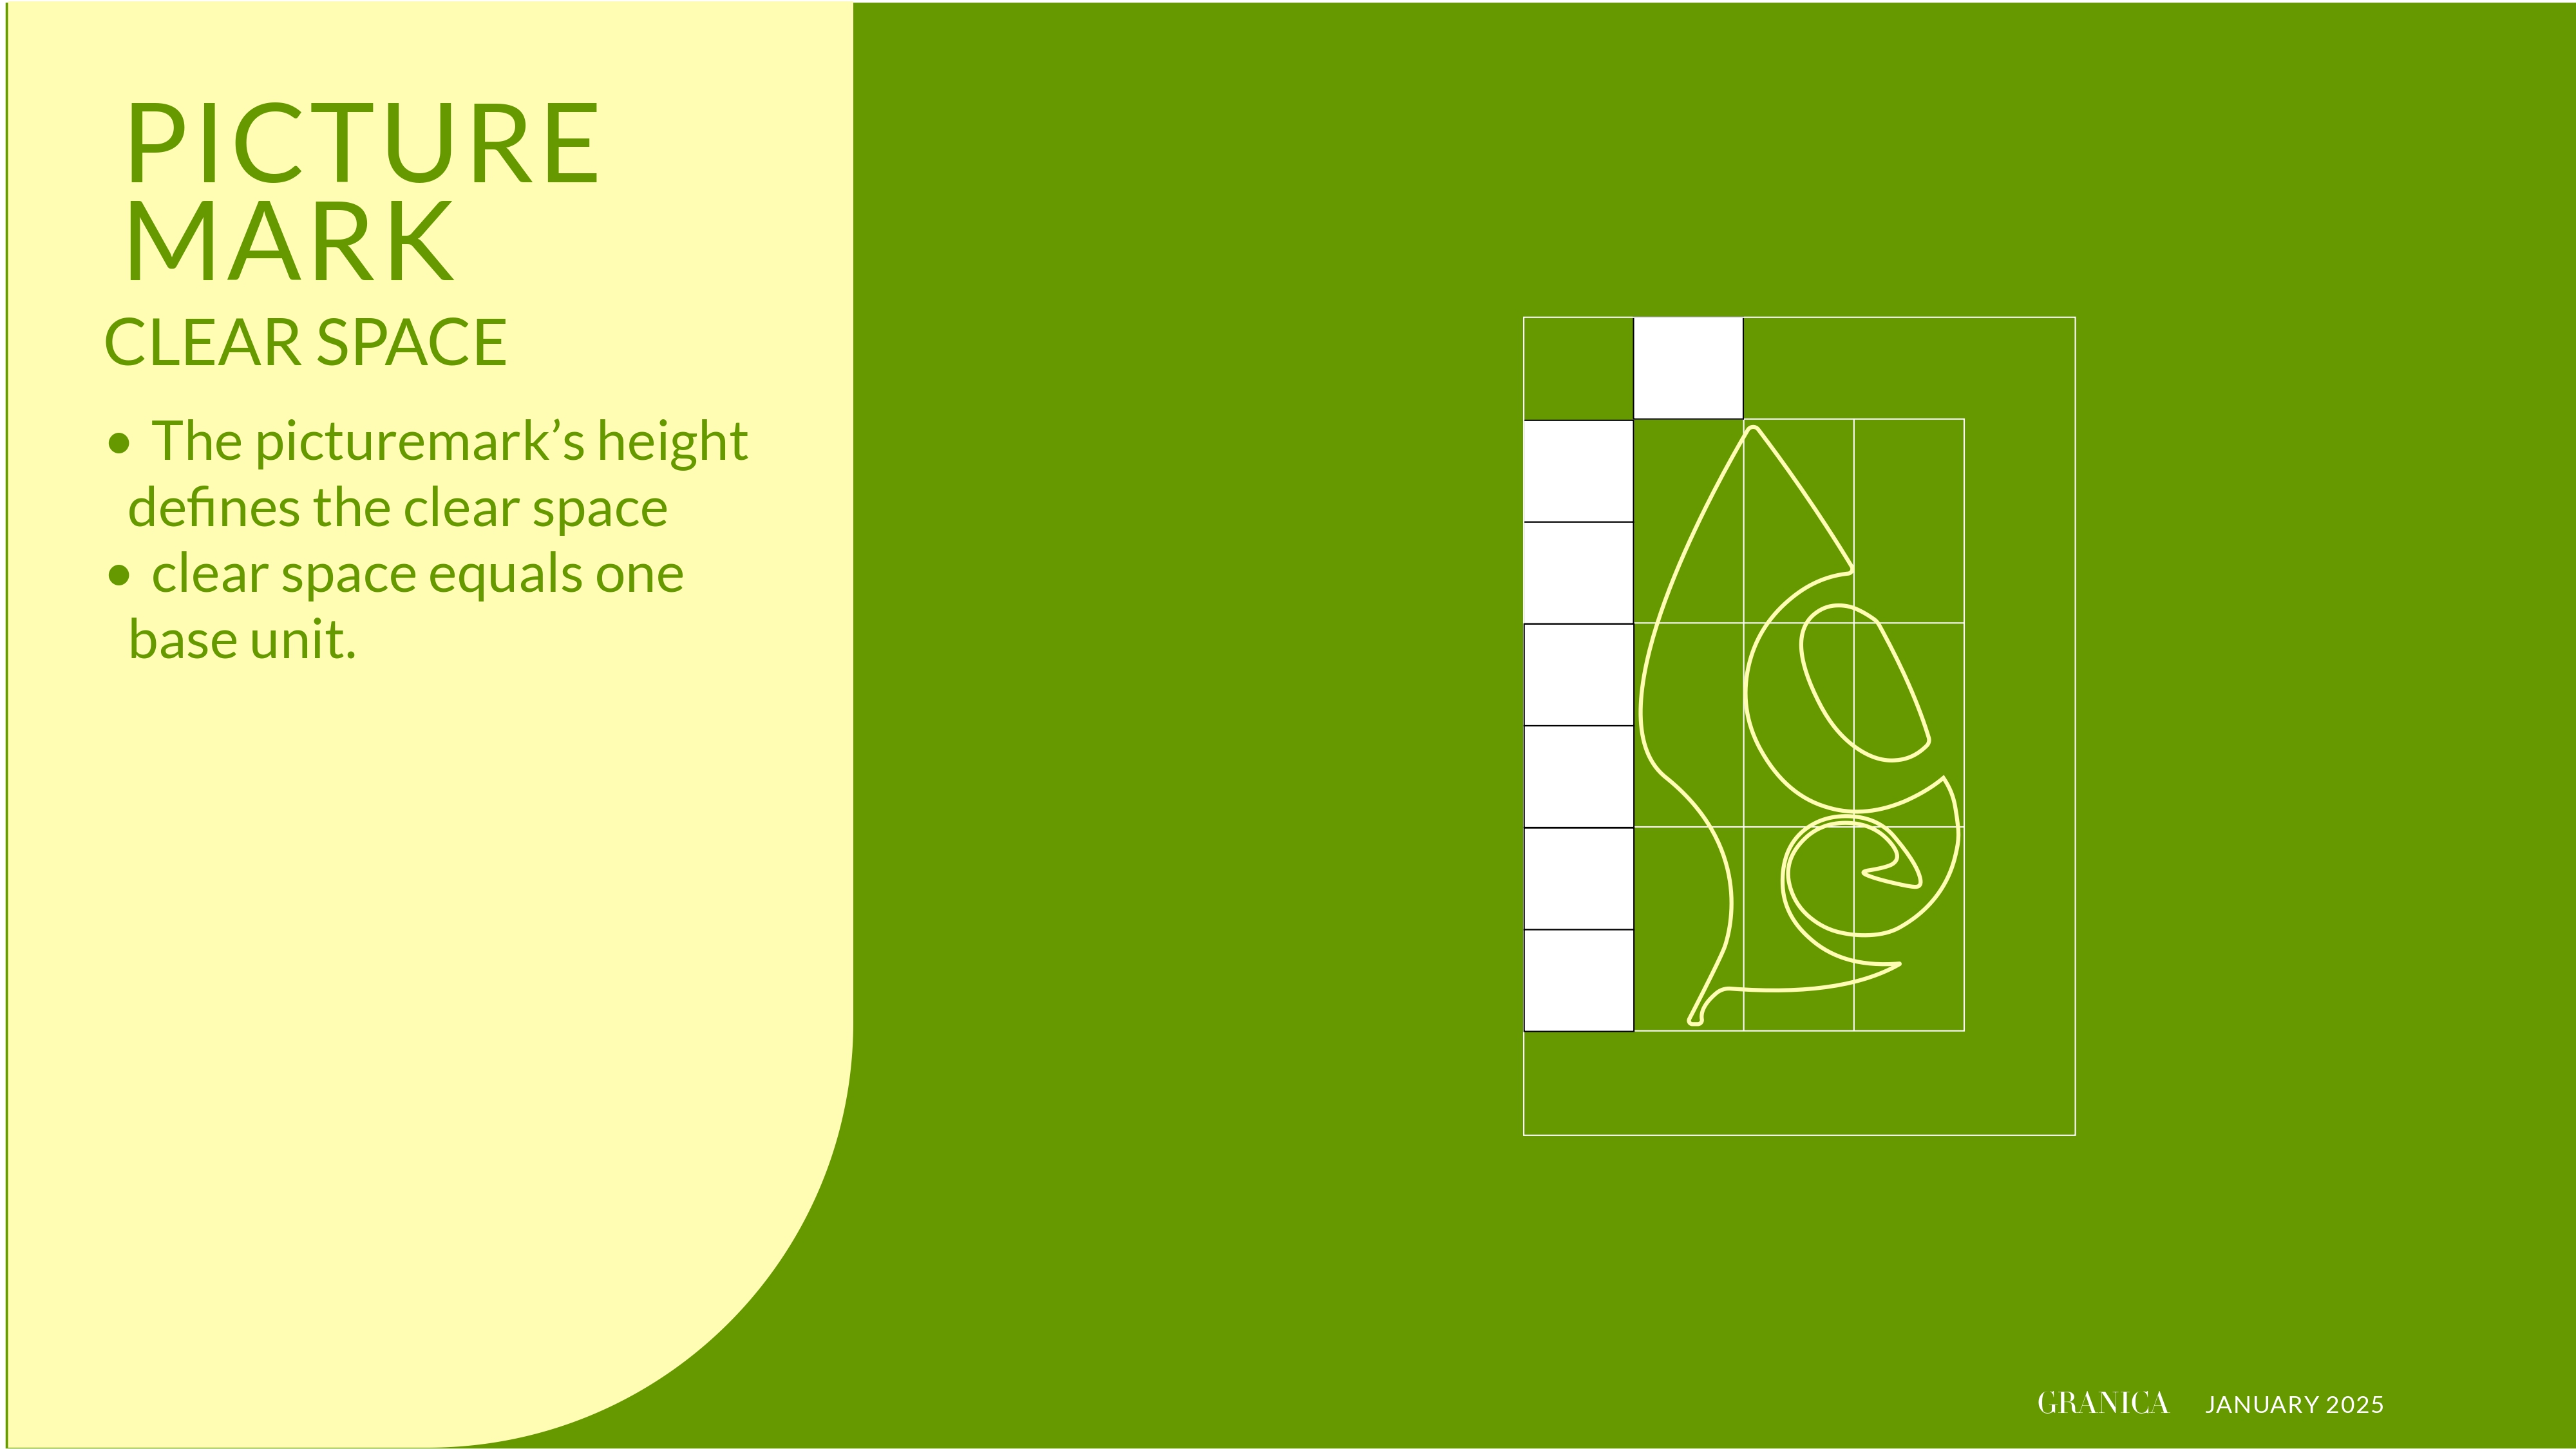 PICTURE
MARK
CLEAR SPACE
• The picturemark’s height
defines the clear space
• clear space equals one
base unit.
GRANICA JANUARY 2025